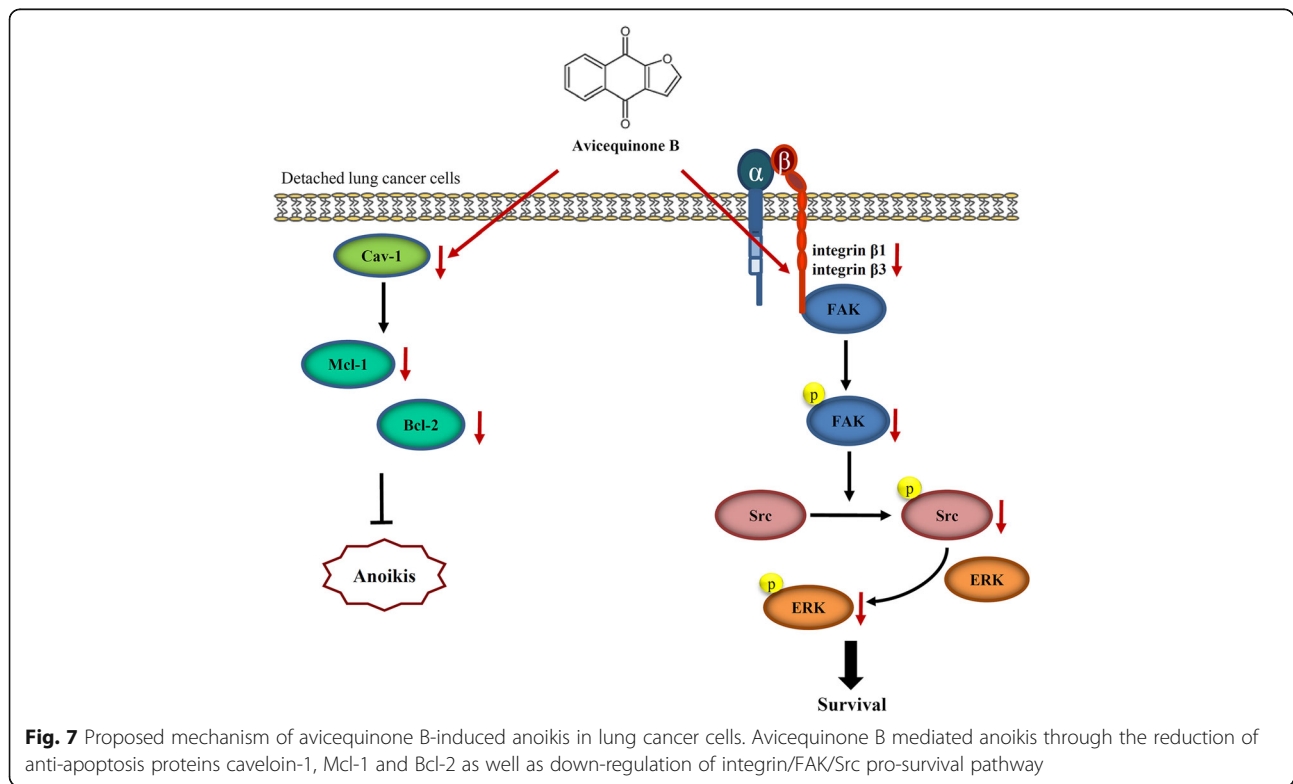 O
O
O
Avicequinone B
α
β
Detached lung cancer cells
Cav-1
integrin β1
integrin β3
FAK
Mcl-1
p
FAK
Bcl-2
p
Src
Src
Anoikis
ERK
p
ERK
Survival
Fig. 7 Proposed mechanism of avicequinone B-induced anoikis in lung cancer cells. Avicequinone B mediated anoikis through the reduction of
anti-apoptosis proteins caveloin-1, Mcl-1 and Bcl-2 as well as down-regulation of integrin/FAK/Src pro-survival pathway